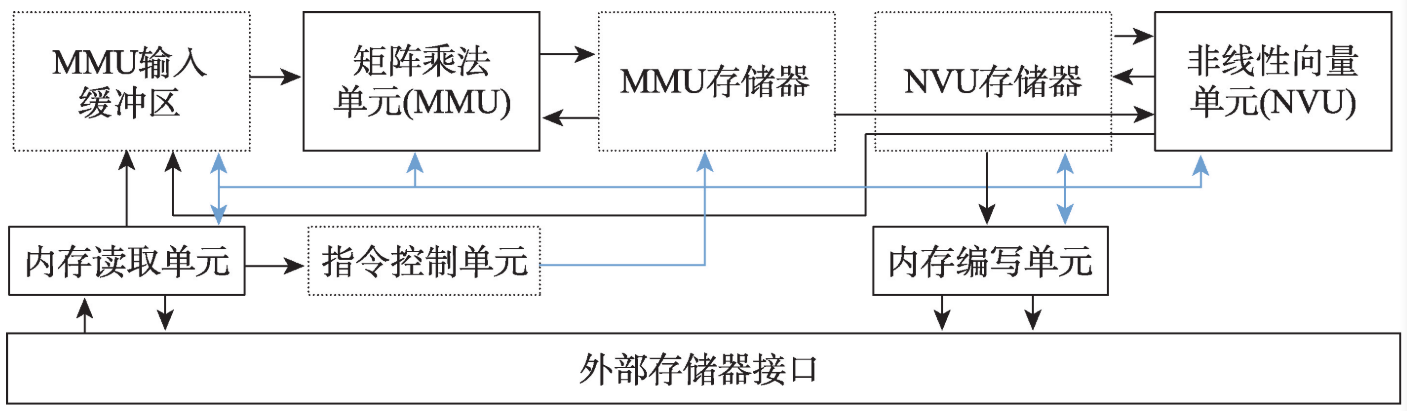 MMU输入
缓冲区
矩阵乘法
单元(MMU)
MMU存储器
NVU存储器
非线性向量
单元(NVU)
内存读取单元
指令控制单元
内存编写单元
外部存储器接口